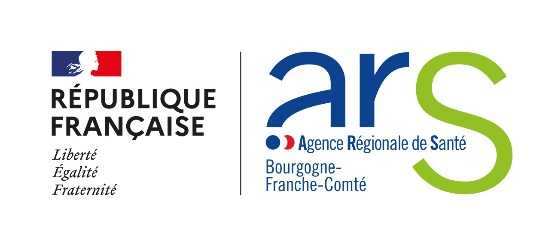 RÉPUBLIQUE
FRANÇAISE
Liberté
Égalité
Fraternité
ars
Agence Régionale de Santé
Bourgogne-
Franche-Comté